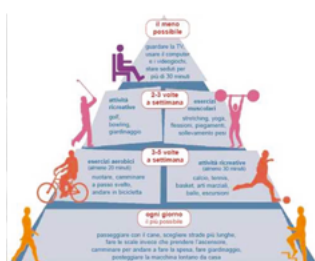 il meno
possibile
guardare la TV,
usare il computer
o i videogiochi,
stare seduti per
più di 30 minuti
2-3 volte
a settimana
attività
ricreative
golf,
bowling,
giardinaggio
esercizi
muscolari
stretching, yoga,
flessioni, piegamenti,
sollevamento pesi
3-5 volte
a settimana
esercizi aerobici
(almeno 20 minuti)
nuotare, camminare
a passo svelto,
andare in bicicletta
attività ricreative
(almeno 30 minuti)
calcio, tennis,
basket, arti marziali,
ballo, escursioni
ogni giorno
il più possibile
passeggiare con il cane, scegliere strade più lunghe,
fare le scale invece che prendere l'ascensore,
camminare per andare a fare la spesa, fare giardinaggio,
posteggiare la macchina lontano da casa